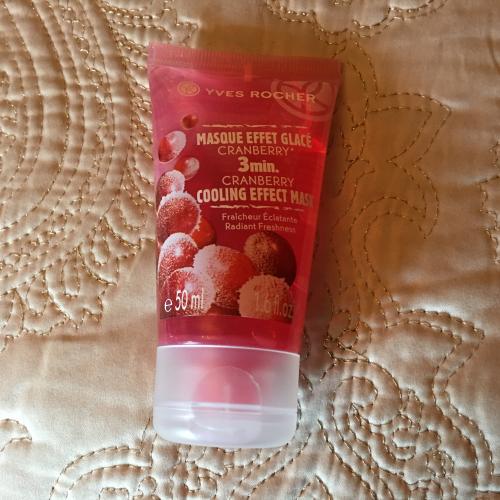 YVES ROCHER
MASQUE EFFET GLACÉ
CRANBERRY*
3min.
CRANBERRY
COOLING EFFECT MASK
Fraîcheur Éclatante
Radiant Freshness
e 50 ml 1.6 fl.oz